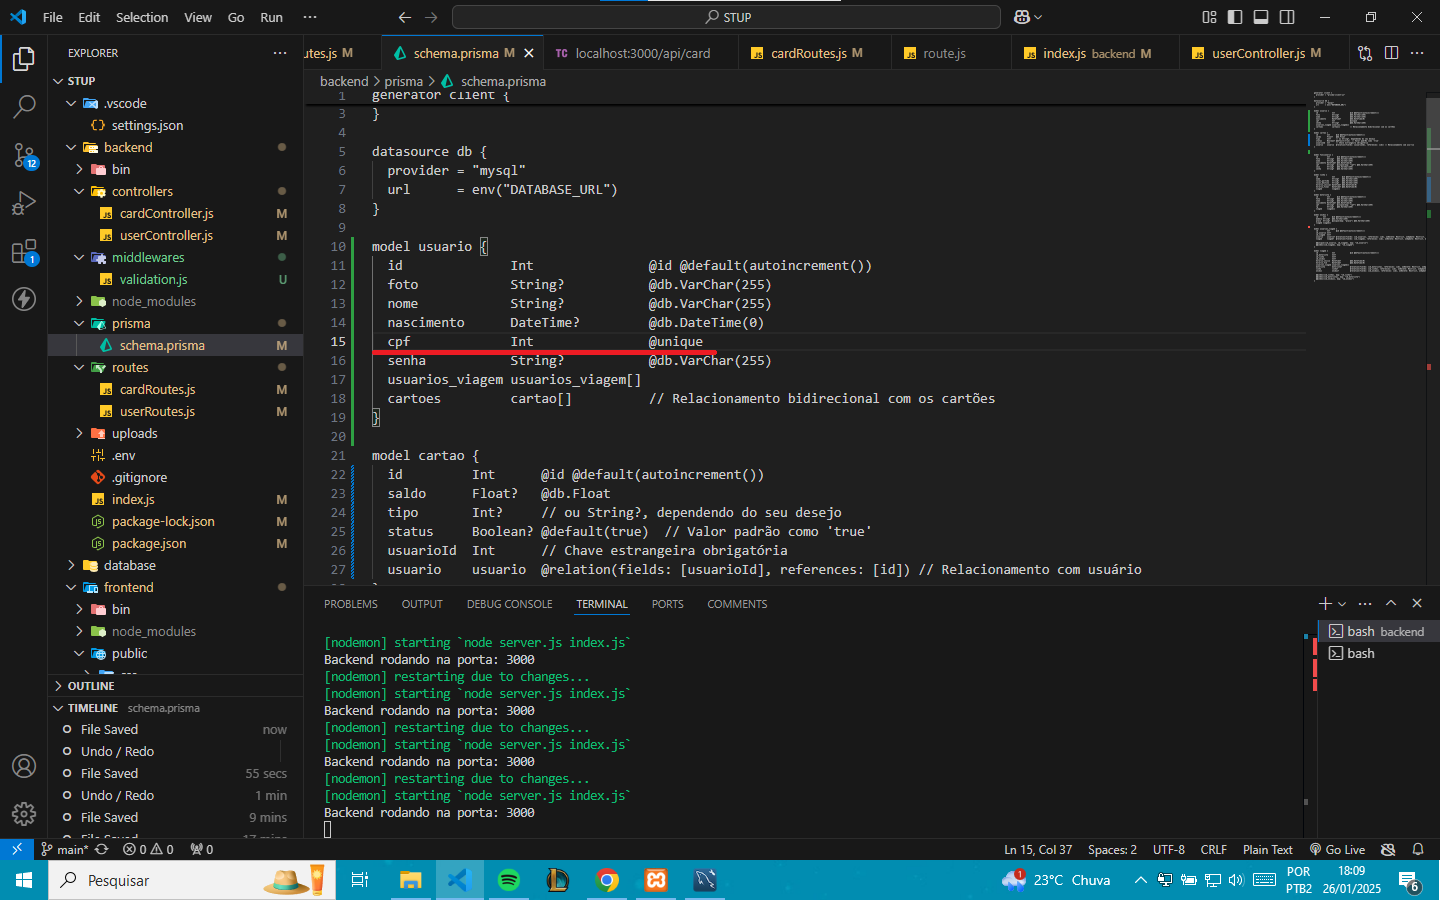 File Edit Selection View Go Run ···
STUP
EXPLORER
STUP
.vscode
settings.json
backend
bin
controllers
cardController.js M
userController.js M
middlewares
validation.js U
node_modules
prisma
schema.prisma M
routes
cardRoutes.js M
userRoutes.js M
uploads
.env
.gitignore
index.js M
package-lock.json M
package.json M
database
frontend
bin
node_modules
public
OUTLINE
TIMELINE schema.prisma
File Saved now
Undo / Redo
File Saved 55 secs
Undo / Redo 1 min
File Saved 9 mins
12
1
utes.js M
schema.prisma M
TC localhost:3000/api/card
JS cardRoutes.js M
JS route.js
JS index.js backend M
JS userController.js M
backend > prisma > schema.prisma
1 generator client {
3 }
4
5 datasource db {
6 provider = "mysql"
7 url = env("DATABASE_URL")
8 }
9
10 model usuario {
11 id Int @id @default(autoincrement())
12 foto String? @db.VarChar(255)
13 nome String? @db.VarChar(255)
14 nascimento DateTime? @db.DateTime(0)
15 cpf Int @unique
16 senha String? @db.VarChar(255)
17 usuarios_viagem usuarios_viagem[]
18 cartoes cartao[] // Relacionamento bidirecional com os cartões
19 }
20
21 model cartao {
22 id Int @id @default(autoincrement())
23 saldo Float? @db.Float
24 tipo Int? // ou String?, dependendo do seu desejo
25 status Boolean? @default(true) // Valor padrão como 'true'
26 usuarioId Int // Chave estrangeira obrigatória
27 usuario usuario @relation(fields: [usuarioId], references: [id]) // Relacionamento com usuário
PROBLEMS OUTPUT DEBUG CONSOLE TERMINAL PORTS COMMENTS
[nodemon] starting `node server.js index.js`
Backend rodando na porta: 3000
[nodemon] restarting due to changes...
[nodemon] starting `node server.js index.js`
Backend rodando na porta: 3000
[nodemon] restarting due to changes...
[nodemon] starting `node server.js index.js`
Backend rodando na porta: 3000
[nodemon] restarting due to changes...
[nodemon] starting `node server.js index.js`
Backend rodando na porta: 3000
bash backend
bash
main* 0 0 0
Ln 15, Col 37 Spaces: 2 UTF-8 CRLF Plain Text Go Live
Pesquisar
1
23°C Chuva
POR
PTB2
18:09
26/01/2025
6